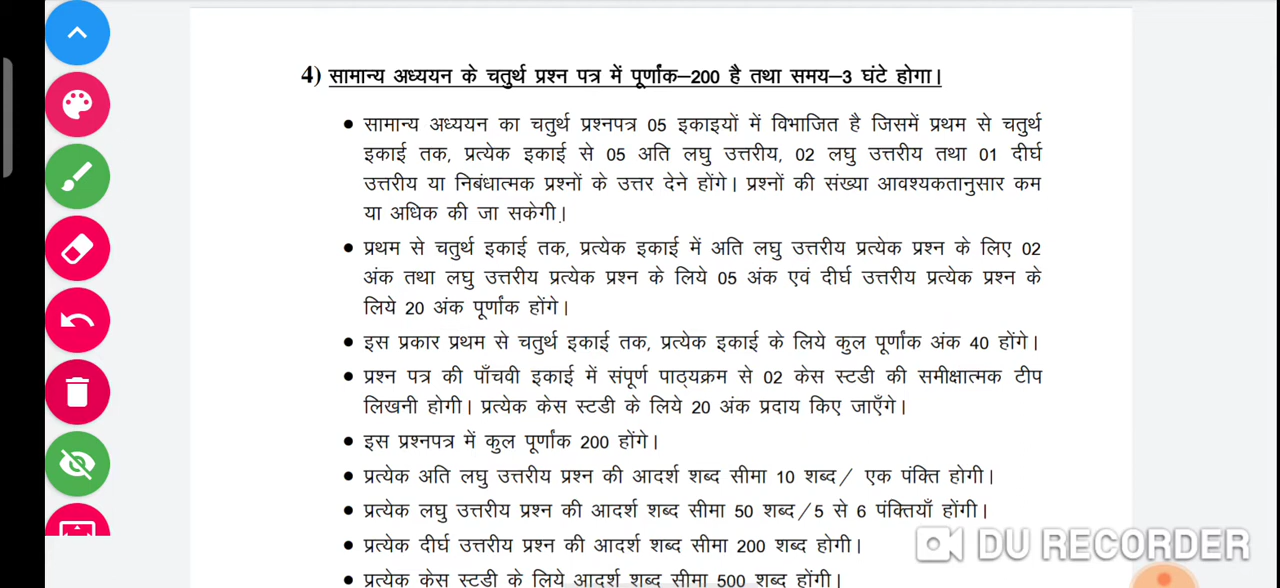 4) सामान्य अध्ययन के चतुर्थ प्रश्न पत्र में पूर्णांक–200 है तथा समय–3 घंटे होगा।
• सामान्य अध्ययन का चतुर्थ प्रश्नपत्र 05 इकाइयों में विभाजित है जिसमें प्रथम से चतुर्थ
इकाई तक, प्रत्येक इकाई से 05 अति लघु उत्तरीय, 02 लघु उत्तरीय तथा 01 दीर्घ
उत्तरीय या निबंधात्मक प्रश्नों के उत्तर देने होंगे। प्रश्नों की संख्या आवश्यकतानुसार कम
या अधिक की जा सकेगी।
• प्रथम से चतुर्थ इकाई तक, प्रत्येक इकाई में अति लघु उत्तरीय प्रत्येक प्रश्न के लिए 02
अंक तथा लघु उत्तरीय प्रत्येक प्रश्न के लिये 05 अंक एवं दीर्घ उत्तरीय प्रत्येक प्रश्न के
लिये 20 अंक पूर्णांक होंगे।
• इस प्रकार प्रथम से चतुर्थ इकाई तक, प्रत्येक इकाई के लिये कुल पूर्णांक अंक 40 होंगे।
• प्रश्न पत्र की पाँचवी इकाई में संपूर्ण पाठ्यक्रम से 02 केस स्टडी की समीक्षात्मक टीप
लिखनी होगी। प्रत्येक केस स्टडी के लिये 20 अंक प्रदाय किए जाएँगे।
• इस प्रश्नपत्र में कुल पूर्णांक 200 होंगे।
• प्रत्येक अति लघु उत्तरीय प्रश्न की आदर्श शब्द सीमा 10 शब्द/ एक पंक्ति होगी।
• प्रत्येक लघु उत्तरीय प्रश्न की आदर्श शब्द सीमा 50 शब्द/5 से 6 पंक्तियाँ होंगी।
• प्रत्येक दीर्घ उत्तरीय प्रश्न की आदर्श शब्द सीमा 200 शब्द होगी।
• प्रत्येक केस स्टडी के लिये आदर्श शब्द सीमा 500 शब्द होंगी।
DU RECORDER